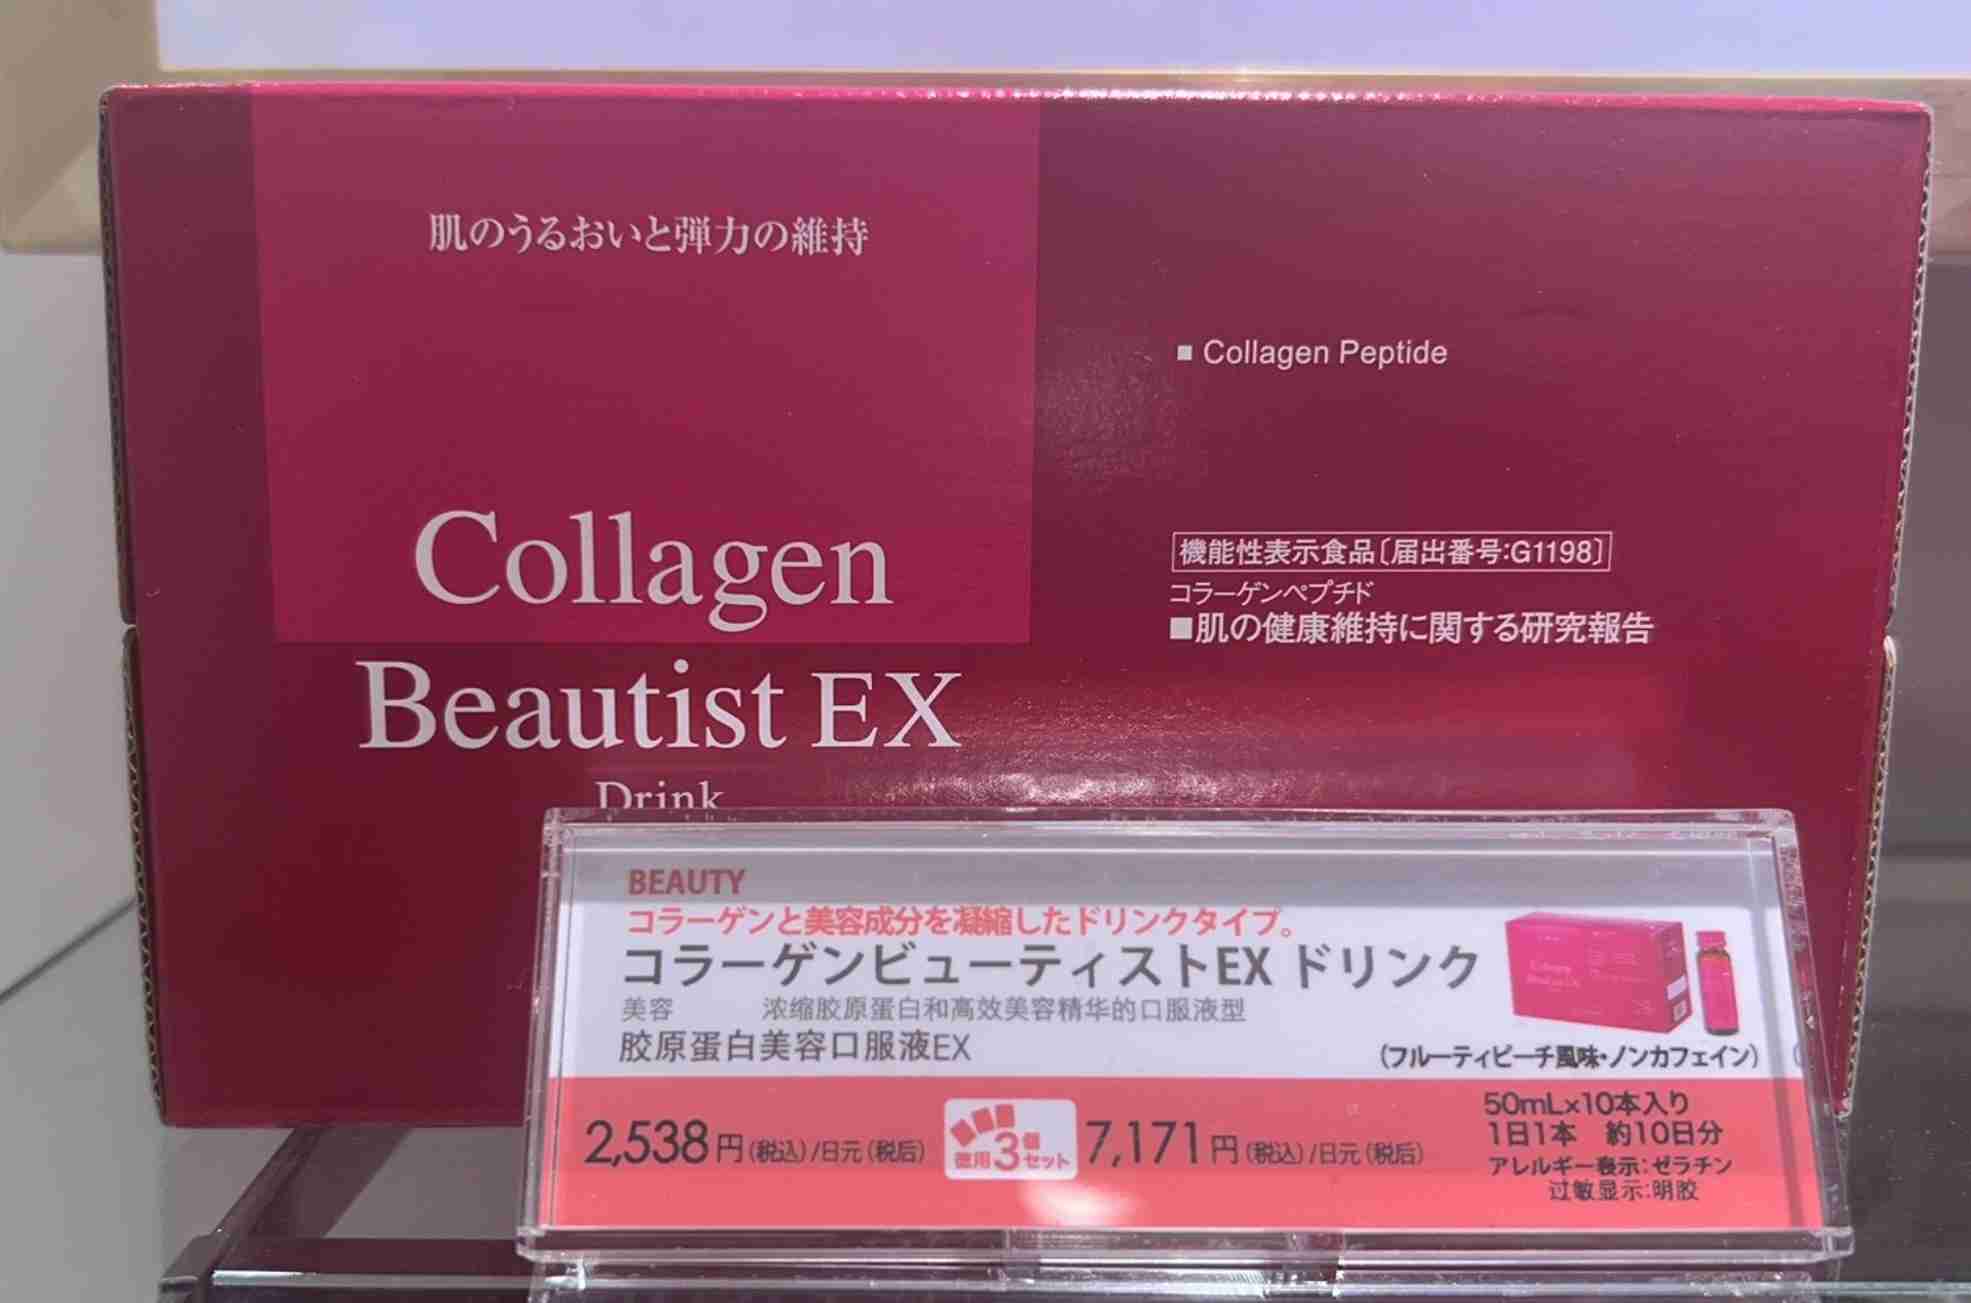 肌のうるおいと弾力の維持
Collagen
Beautist EX
Drink
■ Collagen Peptide
機能性表示食品〔届出番号:G1198〕
コラーゲンペプチド
■肌の健康維持に関する研究報告
BEAUTY
コラーゲンと美容成分を凝縮したドリンクタイプ。
コラーゲンビューティストEX ドリンク
美容 浓缩胶原蛋白和高效美容精华的口服液型
胶原蛋白美容口服液EX
(フルーティピーチ風味・ノンカフェイン)
2,538円(税込)/日元(税后)
徳用3個セット
7,171円(税込)/日元(税后)
50mL×10本入り
1日1本 約10日分
アレルギー表示:ゼラチン
过敏显示:明胶